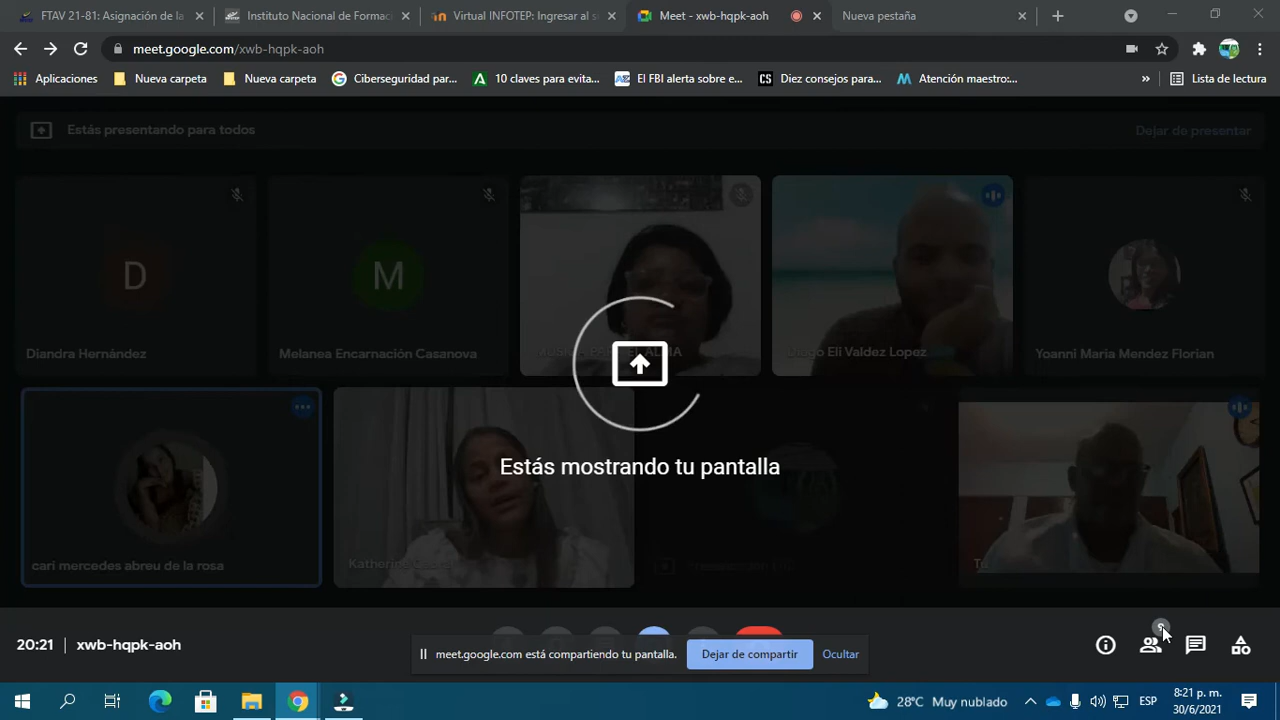 FTAV 21-81: Asignación de la
Instituto Nacional de Formac
Virtual INFOTEP: Ingresar al s
Meet - xwb-hqpk-aoh
Nueva pestaña
meet.google.com/xwb-hqpk-aoh
Aplicaciones
Nueva carpeta
Nueva carpeta
Ciberseguridad par...
10 claves para evita...
El FBI alerta sobre e...
Diez consejos para...
Atención maestro:...
»
Lista de lectura
Estás presentando para todos
Dejar de presentar
D
M
Diandra Hernández
Melanea Encarnación Casanova
Diogo Eli Valdez Lopez
Yoanni Maria Mendez Florian
Estás mostrando tu pantalla
cari mercedes abreu de la rosa
Tú
20:21 | xwb-hqpk-aoh
meet.google.com está compartiendo tu pantalla.
Dejar de compartir
Ocultar
9
28°C Muy nublado
ESP
8:21 p. m.
30/6/2021